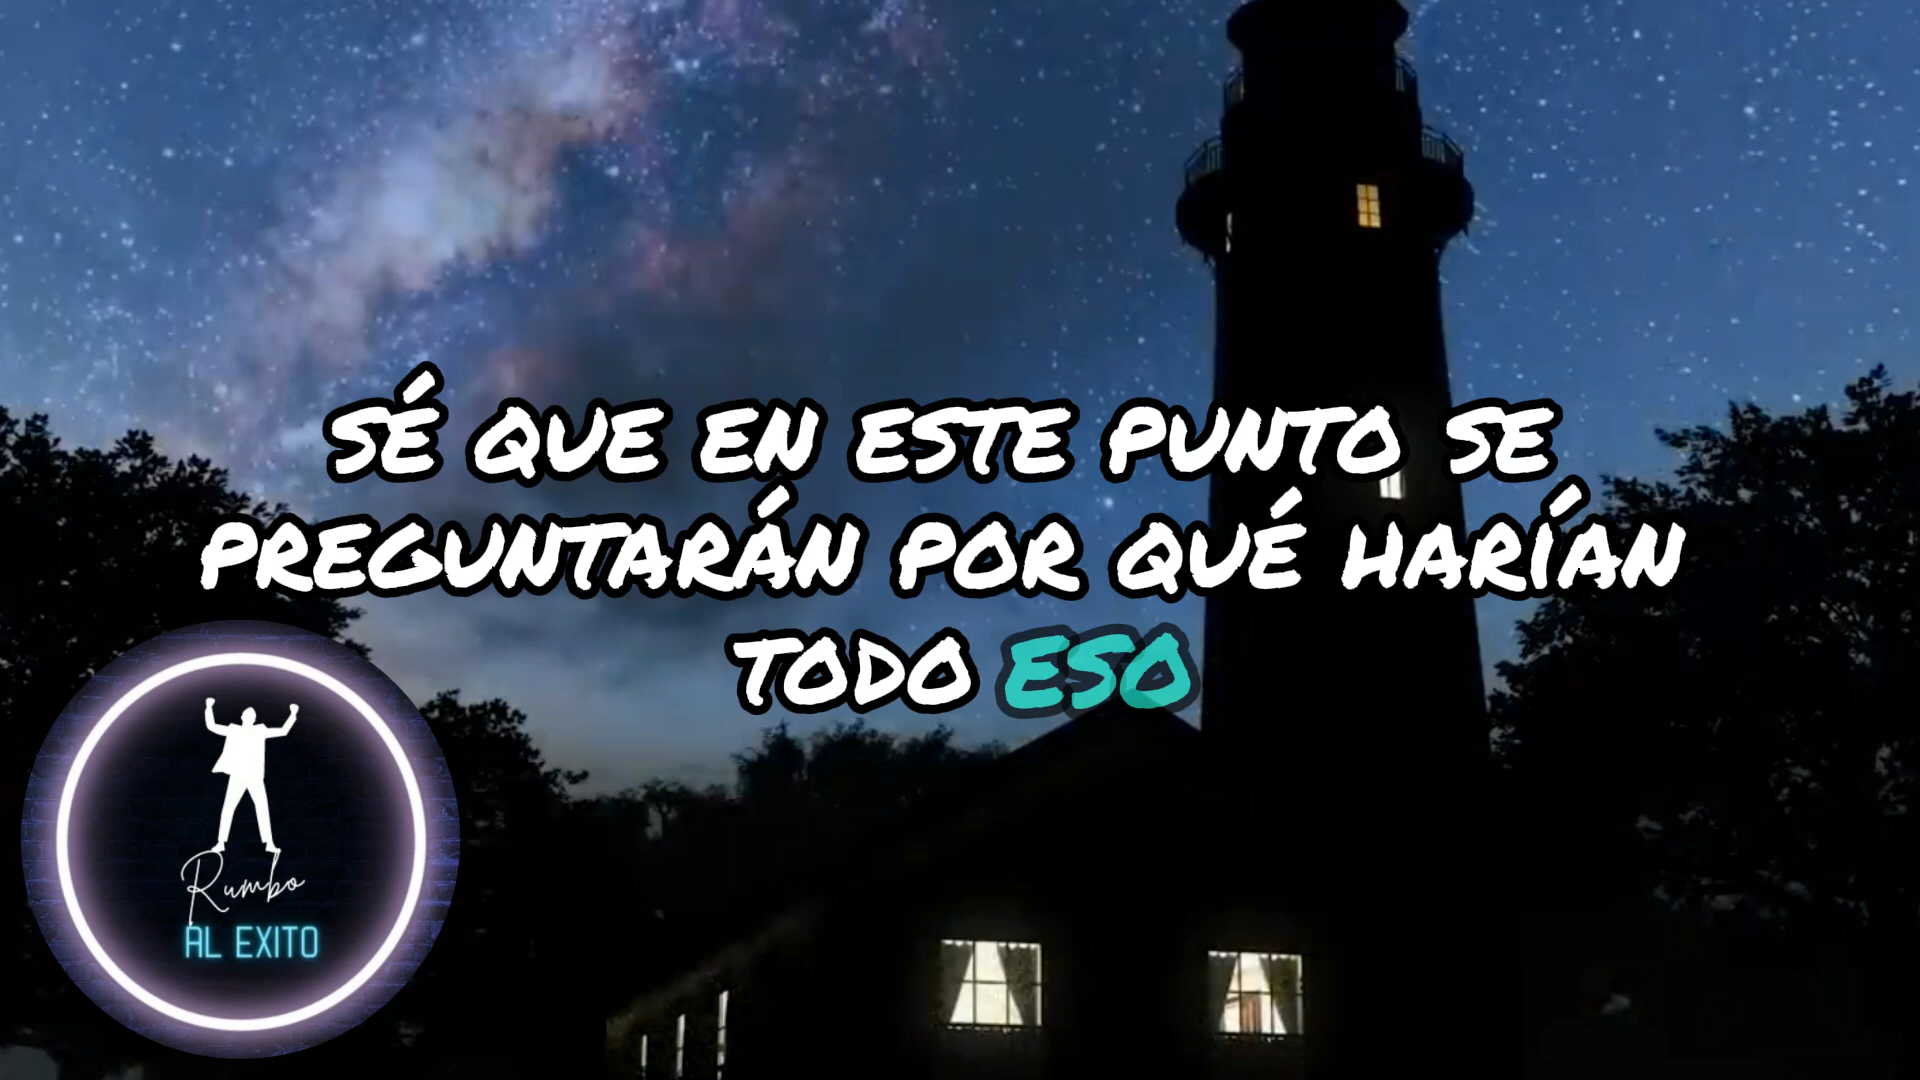 SÉ QUE EN ESTE PUNTO SE
PREGUNTARÁN POR QUÉ HARÍAN
TODO ESO
Rumbo
AL EXITO